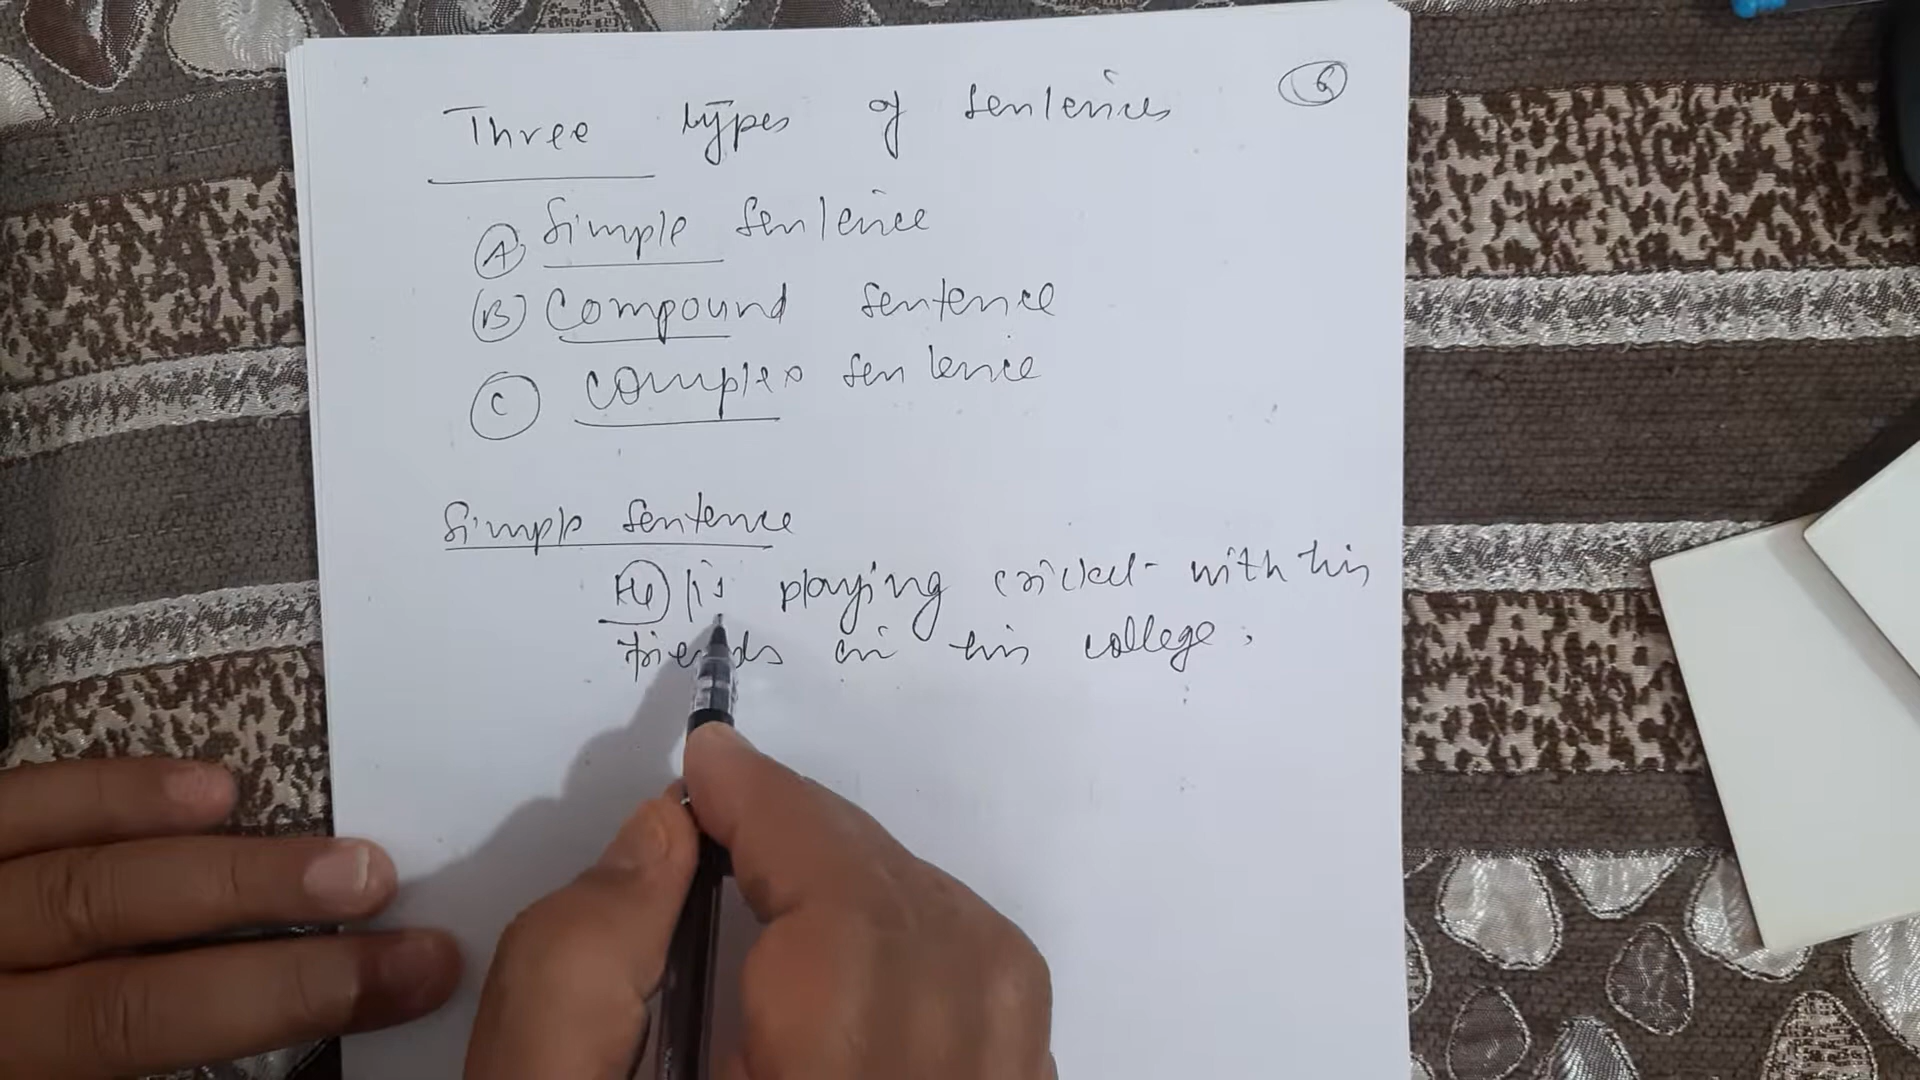 Three types of sentences 6
A Simple Sentence
B Compound sentence
C Complex sentence
Simple Sentence
He is playing cricket with his
friends in his college.